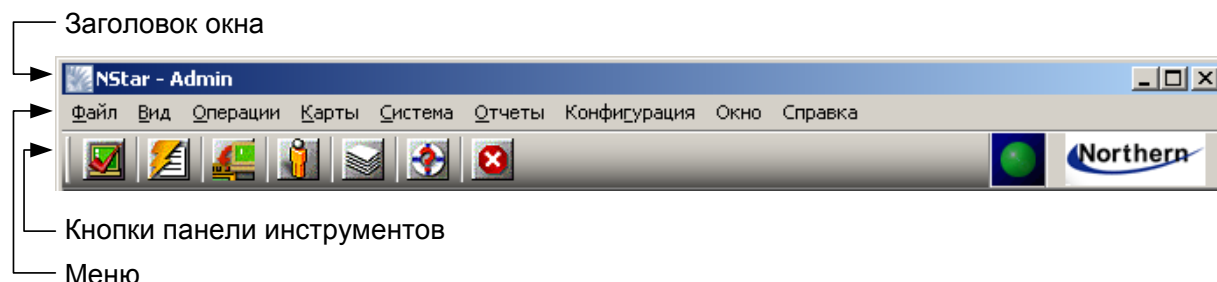 Заголовок окна
NStar - Admin
Файл Вид Операции Карты Система Отчеты Конфигурация Окно Справка
Northern
Кнопки панели инструментов
Меню